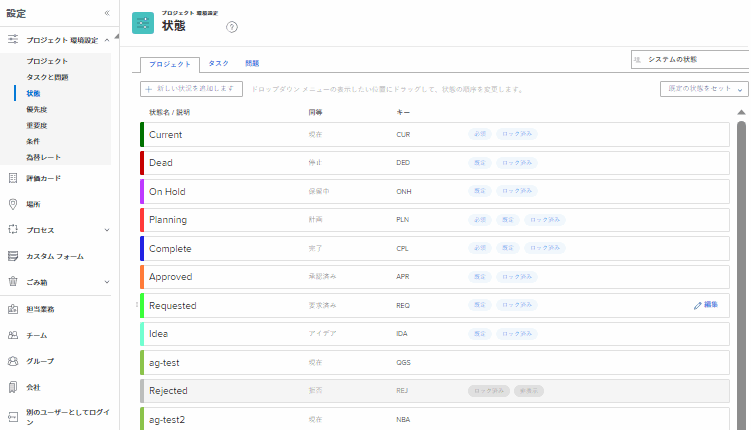 設定
プロジェクト環境設定
プロジェクト
タスクと問題
状態
優先度
重要度
条件
為替レート
評価カード
場所
プロセス
カスタム フォーム
ごみ箱
担当業務
チーム
グループ
会社
別のユーザーとしてログイン
プロジェクト 環境設定
状態
システムの状態
プロジェクト タスク 問題
新しい状況を追加します
ドロップダウン メニューの表示したい位置にドラッグして、状態の順序を変更します。
既定の状態をセット
状態名 / 説明 同等 キー
Current 現在 CUR 必須 ロック済み
Dead 停止 DED 既定 ロック済み
On Hold 保留中 ONH 既定 ロック済み
Planning 計画 PLN 必須 既定 ロック済み
Complete 完了 CPL 必須 既定 ロック済み
Approved 承認済み APR 既定 ロック済み
Requested 要求済み REQ 既定 ロック済み 編集
Idea アイデア IDA 既定 ロック済み
ag-test 現在 QGS
Rejected 却下 REJ ロック済み 非表示
ag-test2 現在 NBA